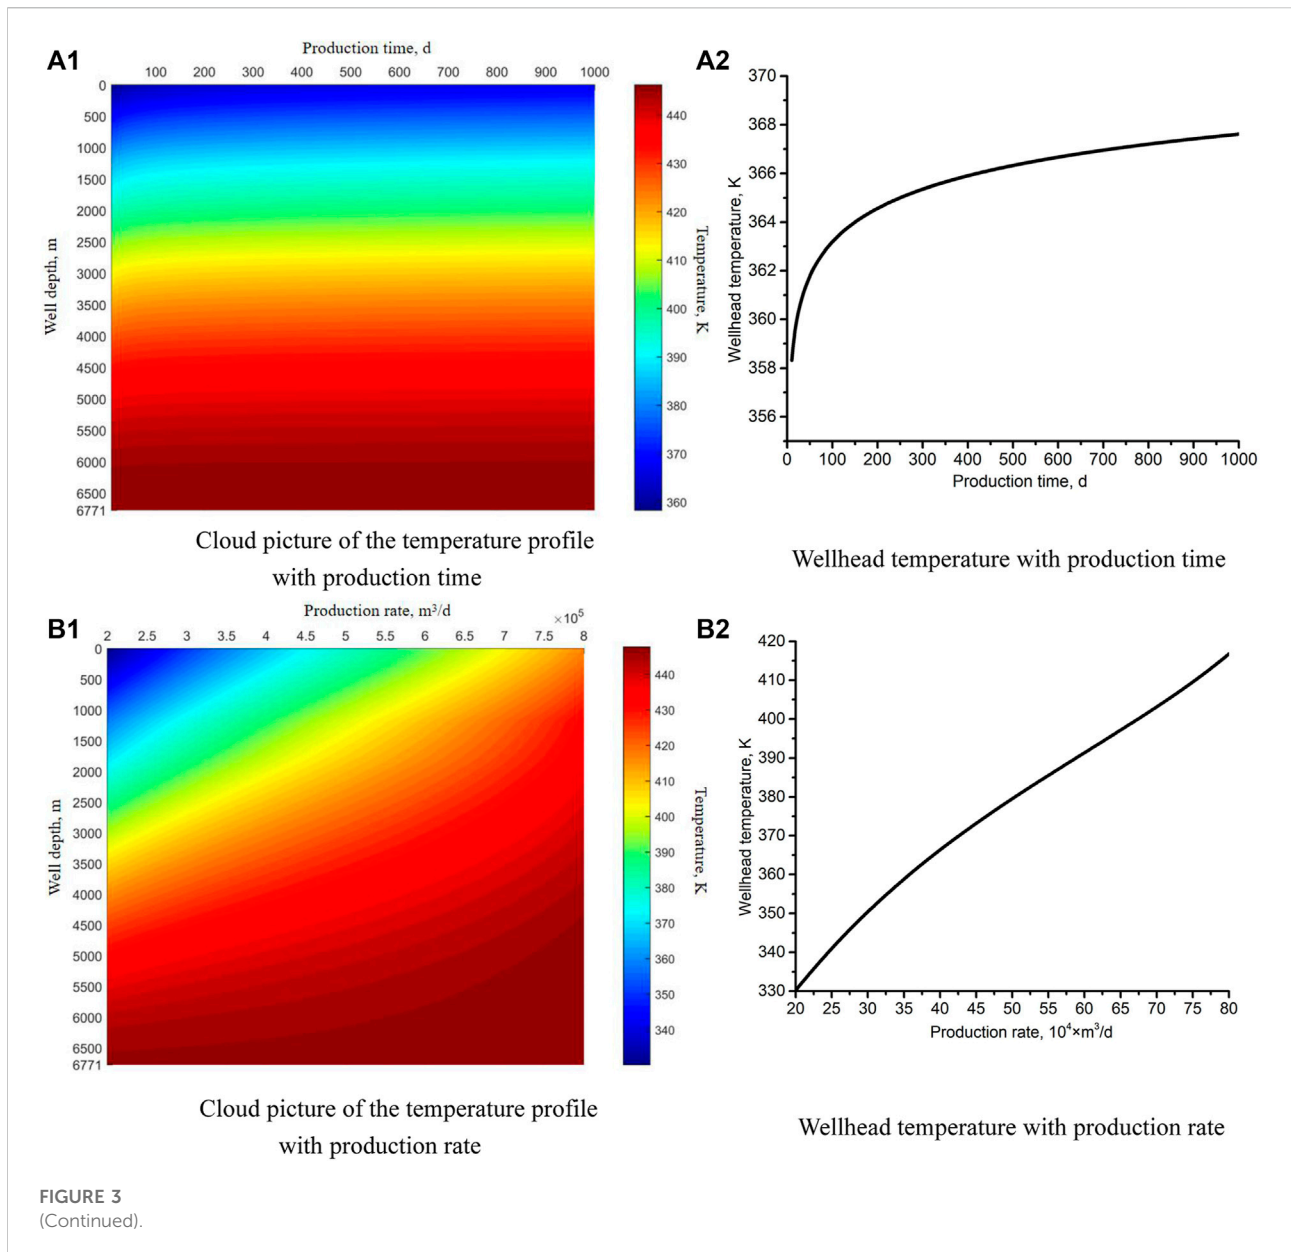 A1
Production time, d
100 200 300 400 500 600 700 800 900 1000
0
500
1000
1500
2000
2500
3000
3500
4000
4500
5000
5500
6000
6500
6771
Well depth, m
440
430
420
410
400
390
380
370
360
Temperature, K
Cloud picture of the temperature profile
with production time
A2
370
368
366
364
362
360
358
356
Wellhead temperature, K
0 100 200 300 400 500 600 700 800 900 1000
Production time, d
Wellhead temperature with production time
B1
Production rate, m³/d
×10⁵
2 2.5 3 3.5 4 4.5 5 5.5 6 6.5 7 7.5 8
0
500
1000
1500
2000
2500
3000
3500
4000
4500
5000
5500
6000
6500
6771
Well depth, m
440
430
420
410
400
390
380
370
360
350
340
Temperature, K
Cloud picture of the temperature profile
with production rate
B2
420
410
400
390
380
370
360
350
340
330
Wellhead temperature, K
20 25 30 35 40 45 50 55 60 65 70 75 80
Production rate, 10⁴×m³/d
Wellhead temperature with production rate
FIGURE 3
(Continued).